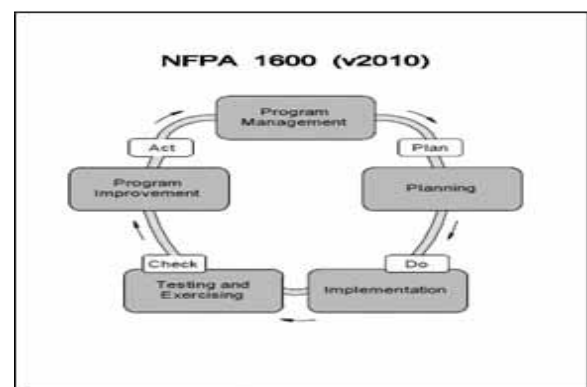 NFPA 1600 (v2010)
Program
Management
Act
Plan
Program
Improvement
Planning
Check
Do
Testing and
Exercising
Implementation